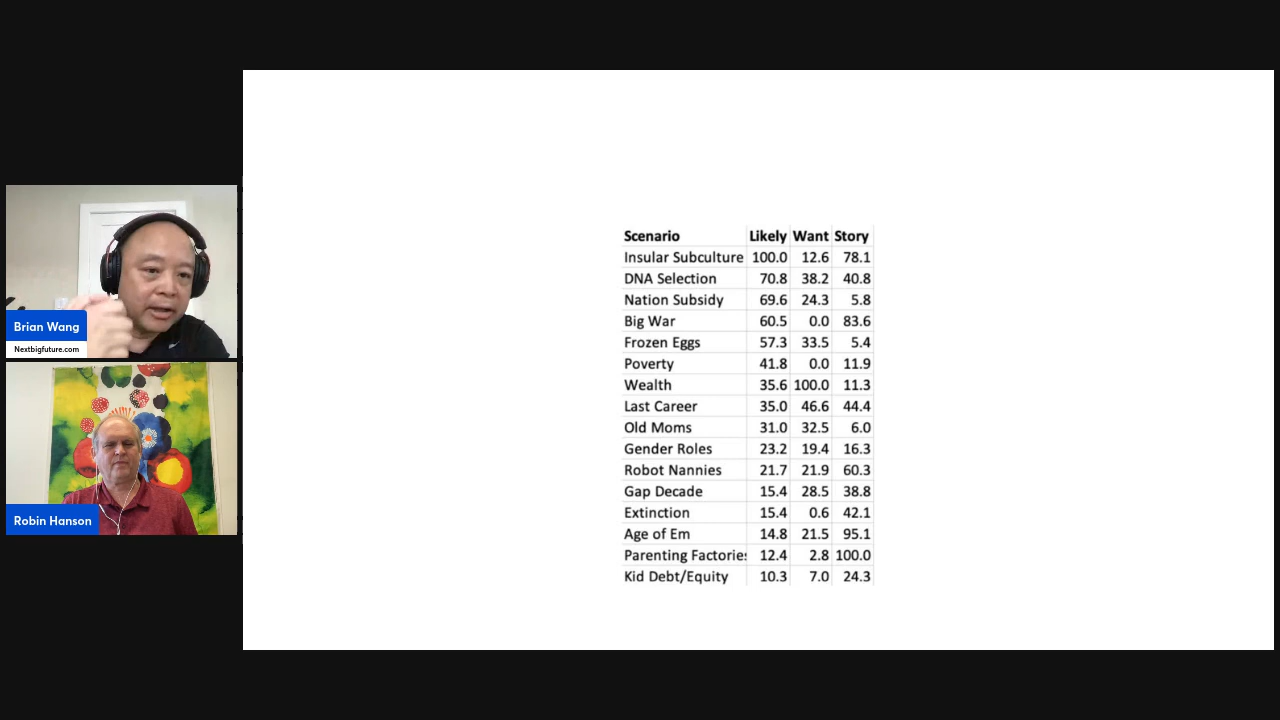 Brian Wang
Nextbigfuture.com
Robin Hanson
Scenario Likely Want Story
Insular Subculture 100.0 12.6 78.1
DNA Selection 70.8 38.2 40.8
Nation Subsidy 69.6 24.3 5.8
Big War 60.5 0.0 83.6
Frozen Eggs 57.3 33.5 5.4
Poverty 41.8 0.0 11.9
Wealth 35.6 100.0 11.3
Last Career 35.0 46.6 44.4
Old Moms 31.0 32.5 6.0
Gender Roles 23.2 19.4 16.3
Robot Nannies 21.7 21.9 60.3
Gap Decade 15.4 28.5 38.8
Extinction 15.4 0.6 42.1
Age of Em 14.8 21.5 95.1
Parenting Factories 12.4 2.8 100.0
Kid Debt/Equity 10.3 7.0 24.3